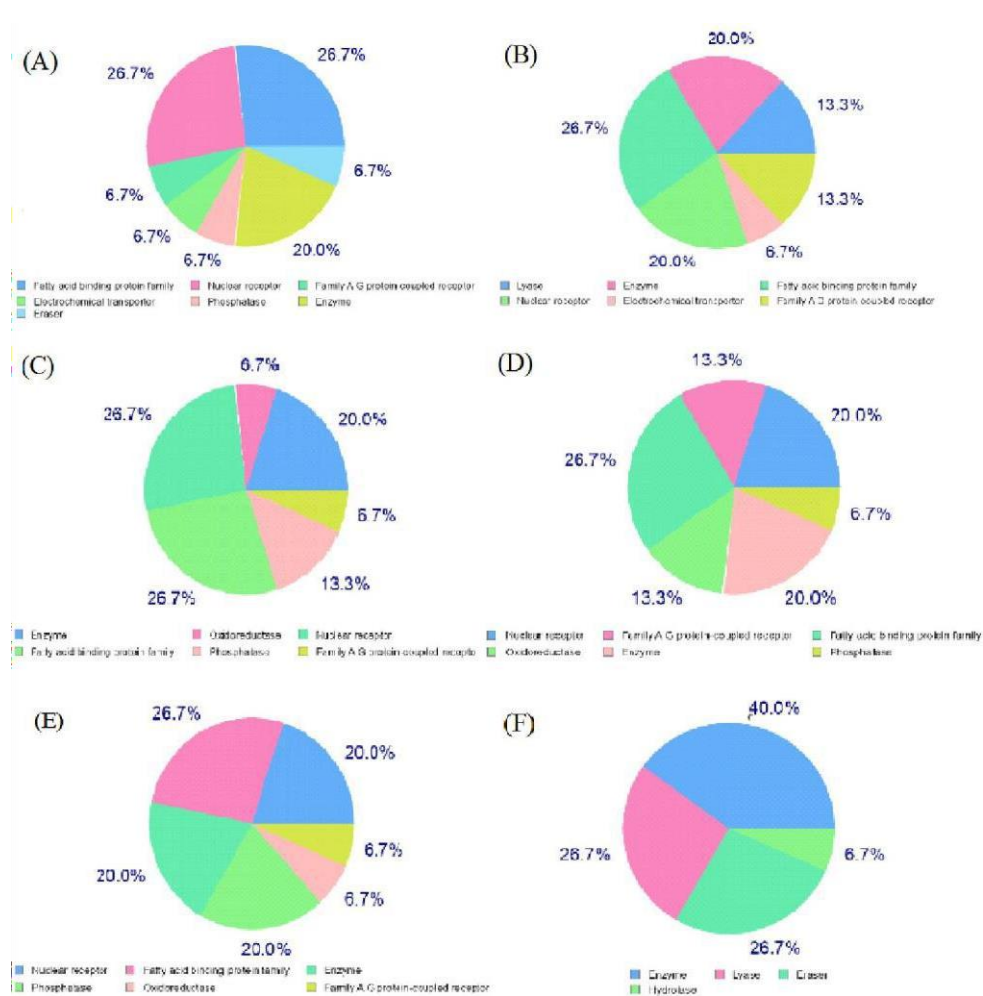 (A)
26.7%
26.7%
6.7%
6.7%
6.7%
6.7%
20.0%
Fatty acid binding protein family Nuclear receptor Family A G protein coupled receptor
Electrochemical transporter Phosphatase Enzyme
Eraser
(B)
20.0%
13.3%
26.7%
13.3%
20.0%
6.7%
Lyase Enzyme Fatty acid binding protein family
Nuclear receptor Electrochemical transporter Family A G protein coupled receptor
(C)
6.7%
20.0%
26.7%
6.7%
13.3%
26.7%
Enzyme Oxidoreductase Nuclear receptor
Fatty acid binding protein family Phosphatase Family A G protein coupled recepto
(D)
13.3%
20.0%
26.7%
6.7%
13.3%
20.0%
Nuclear receptor Family A G protein-coupled receptor Fatty acid binding protein family
Oxidoreductase Enzyme Phosphatase
(E)
26.7%
20.0%
20.0%
6.7%
6.7%
20.0%
Nuclear receptor Fatty acid binding protein family Enzyme
Phosphatase Oxidoreductase Family A G protein-coupled receptor
(F)
40.0%
26.7%
6.7%
26.7%
Enzyme Lyase Eraser
Hydrolase